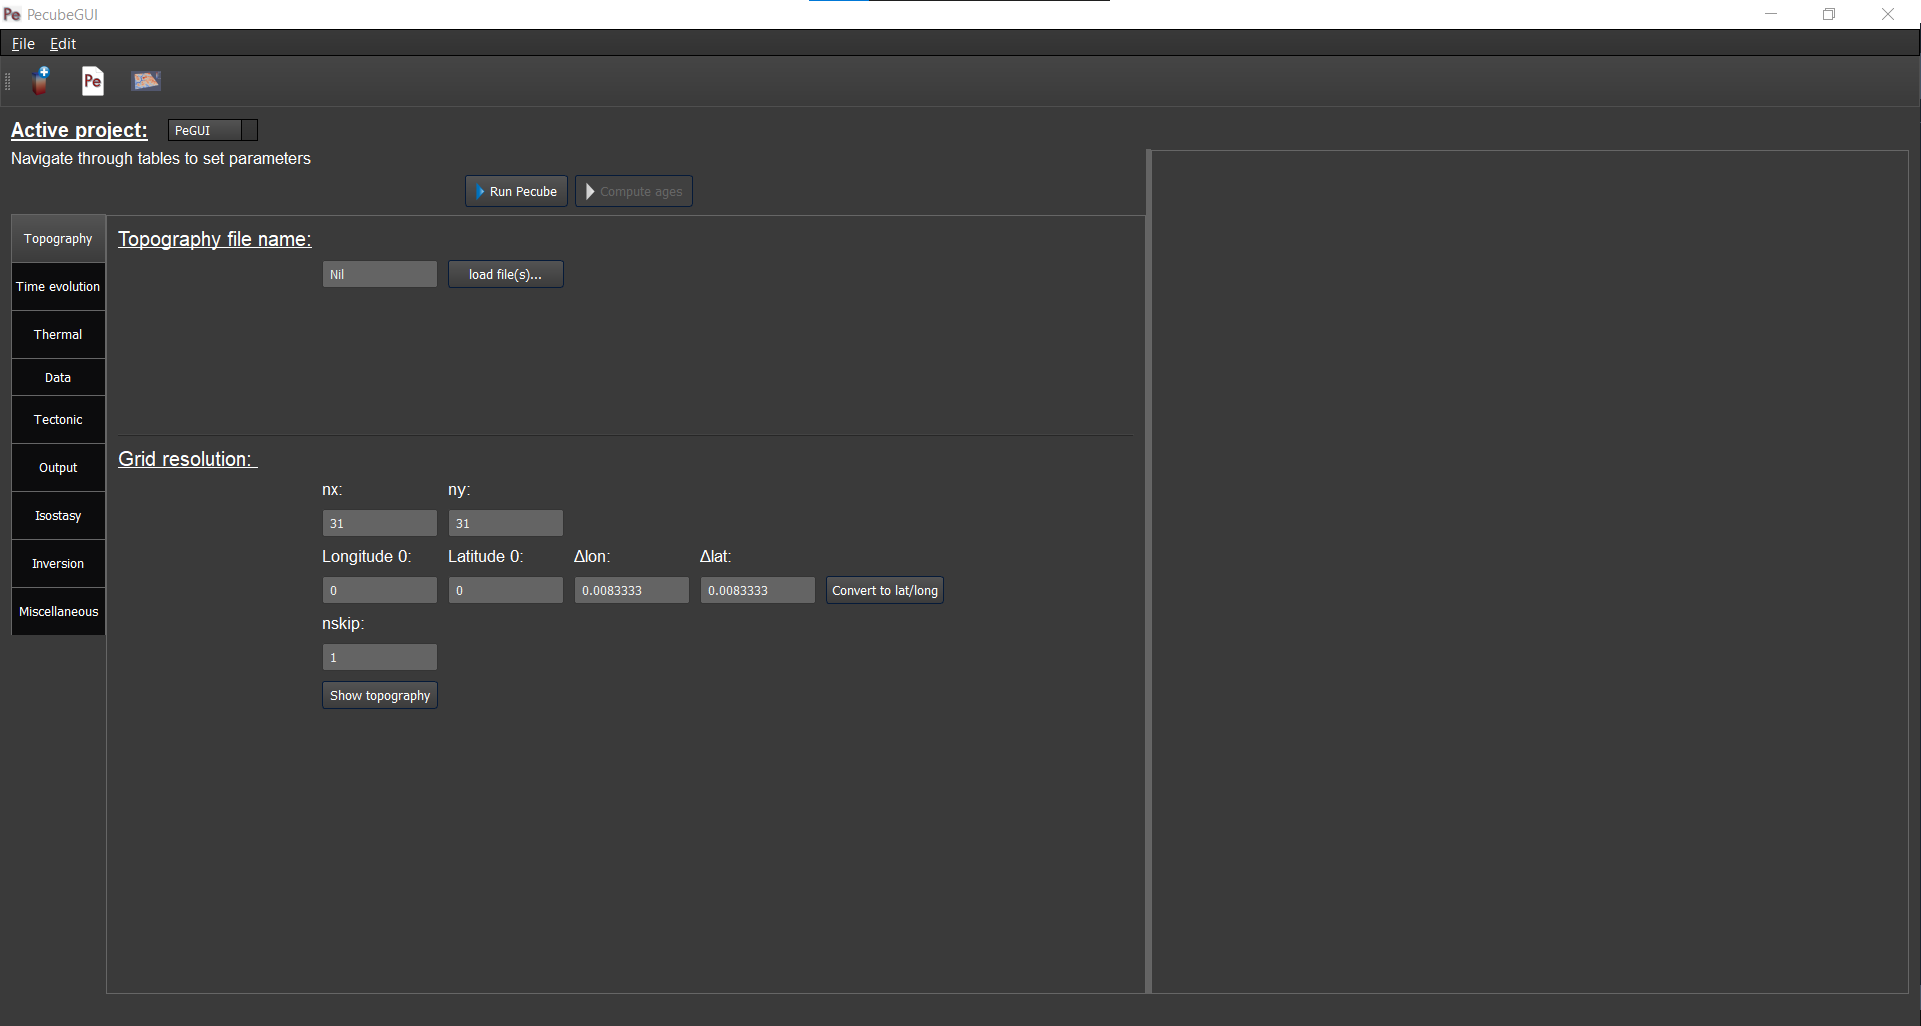 Pe PecubeGUI
File Edit
Pe
Active project: PeGUI
Navigate through tables to set parameters
Run Pecube Compute ages
Topography
Time evolution
Thermal
Data
Tectonic
Output
Isostasy
Inversion
Miscellaneous
Topography file name:
Nil load file(s)...
Grid resolution:
nx: ny:
31 31
Longitude 0: Latitude 0: Δlon: Δlat:
0 0 0.0083333 0.0083333 Convert to lat/long
nskip:
1
Show topography